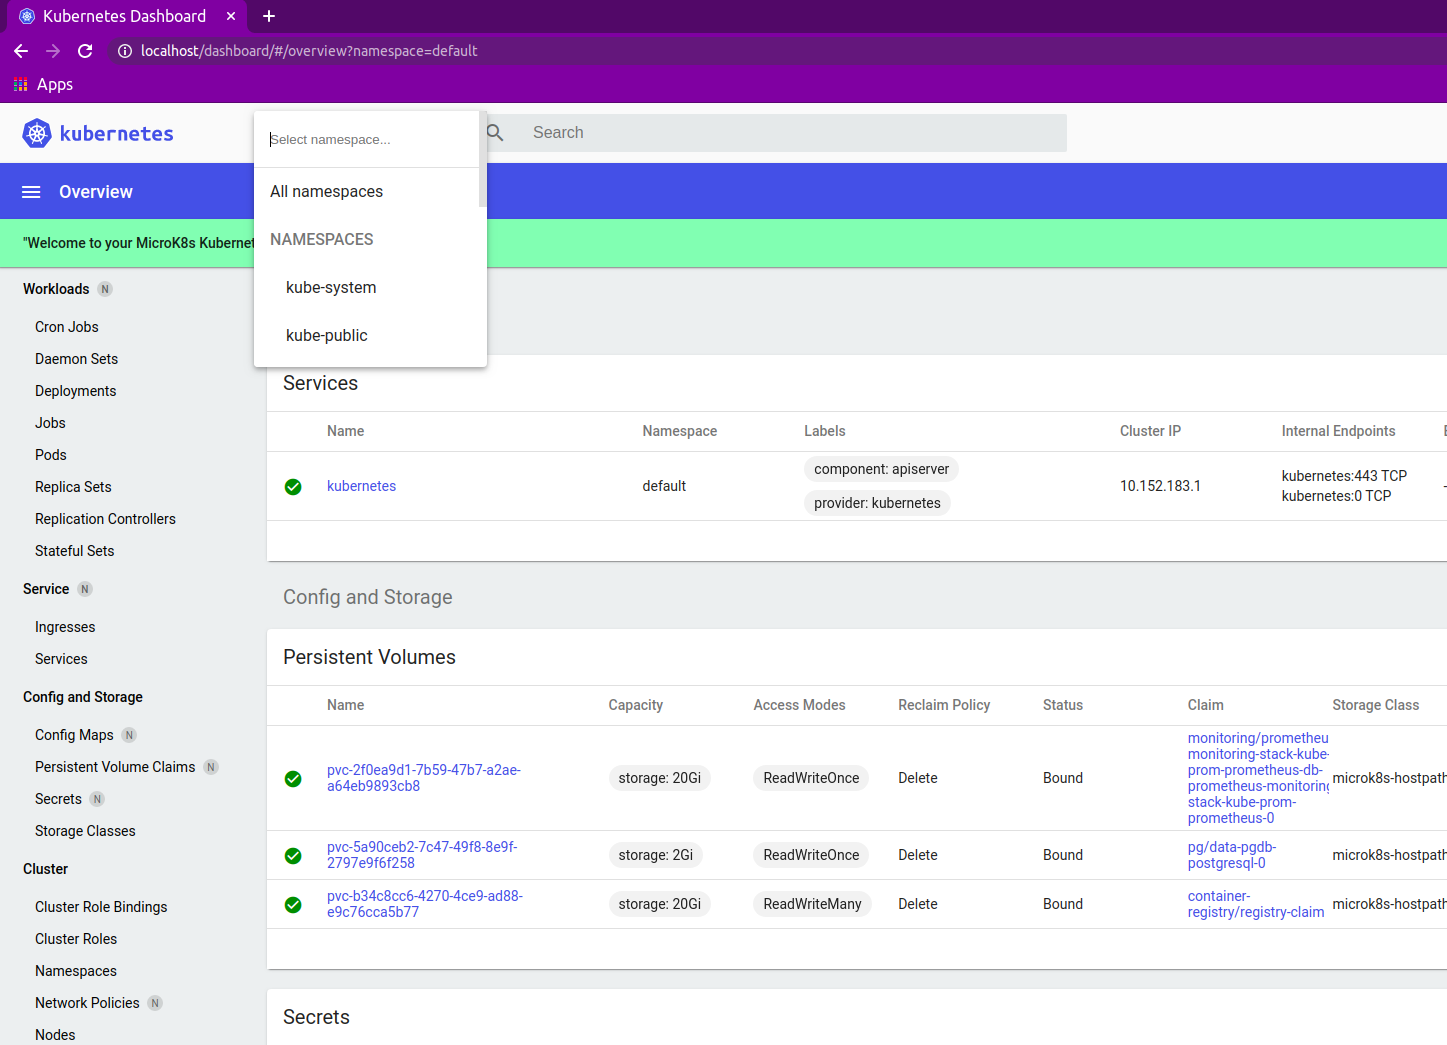 Kubernetes Dashboard
localhost/dashboard/#/overview?namespace=default
Apps
kubernetes
Search
Select namespace...
All namespaces
NAMESPACES
kube-system
kube-public
Overview
"Welcome to your MicroK8s
Workloads N
Cron Jobs
Daemon Sets
Deployments
Jobs
Pods
Replica Sets
Replication Controllers
Stateful Sets
Service N
Ingresses
Services
Config and Storage
Config Maps N
Persistent Volume Claims N
Secrets N
Storage Classes
Cluster
Cluster Role Bindings
Cluster Roles
Namespaces
Network Policies N
Nodes
Services
Name Namespace Labels Cluster IP Internal Endpoints
kubernetes default component: apiserver 10.152.183.1 kubernetes:443 TCP
provider: kubernetes kubernetes:0 TCP
-
Config and Storage
Persistent Volumes
Name Capacity Access Modes Reclaim Policy Status Claim Storage Class
pvc-2f0ea9d1-7b59-47b7-a2ae-
a64eb9893cb8
storage: 20Gi ReadWriteOnce Delete Bound
monitoring/prometheu
monitoring-stack-kube-
prom-prometheus-db-
prometheus-monitoring
stack-kube-prom-
prometheus-0
microk8s-hostpath
pvc-5a90ceb2-7c47-49f8-8e9f-
2797e9f6f258
storage: 2Gi ReadWriteOnce Delete Bound
pg/data-pgdb-
postgresql-0
microk8s-hostpath
pvc-b34c8cc6-4270-4ce9-ad88-
e9c76cca5b77
storage: 20Gi ReadWriteMany Delete Bound
container-
registry/registry-claim
microk8s-hostpath
Secrets